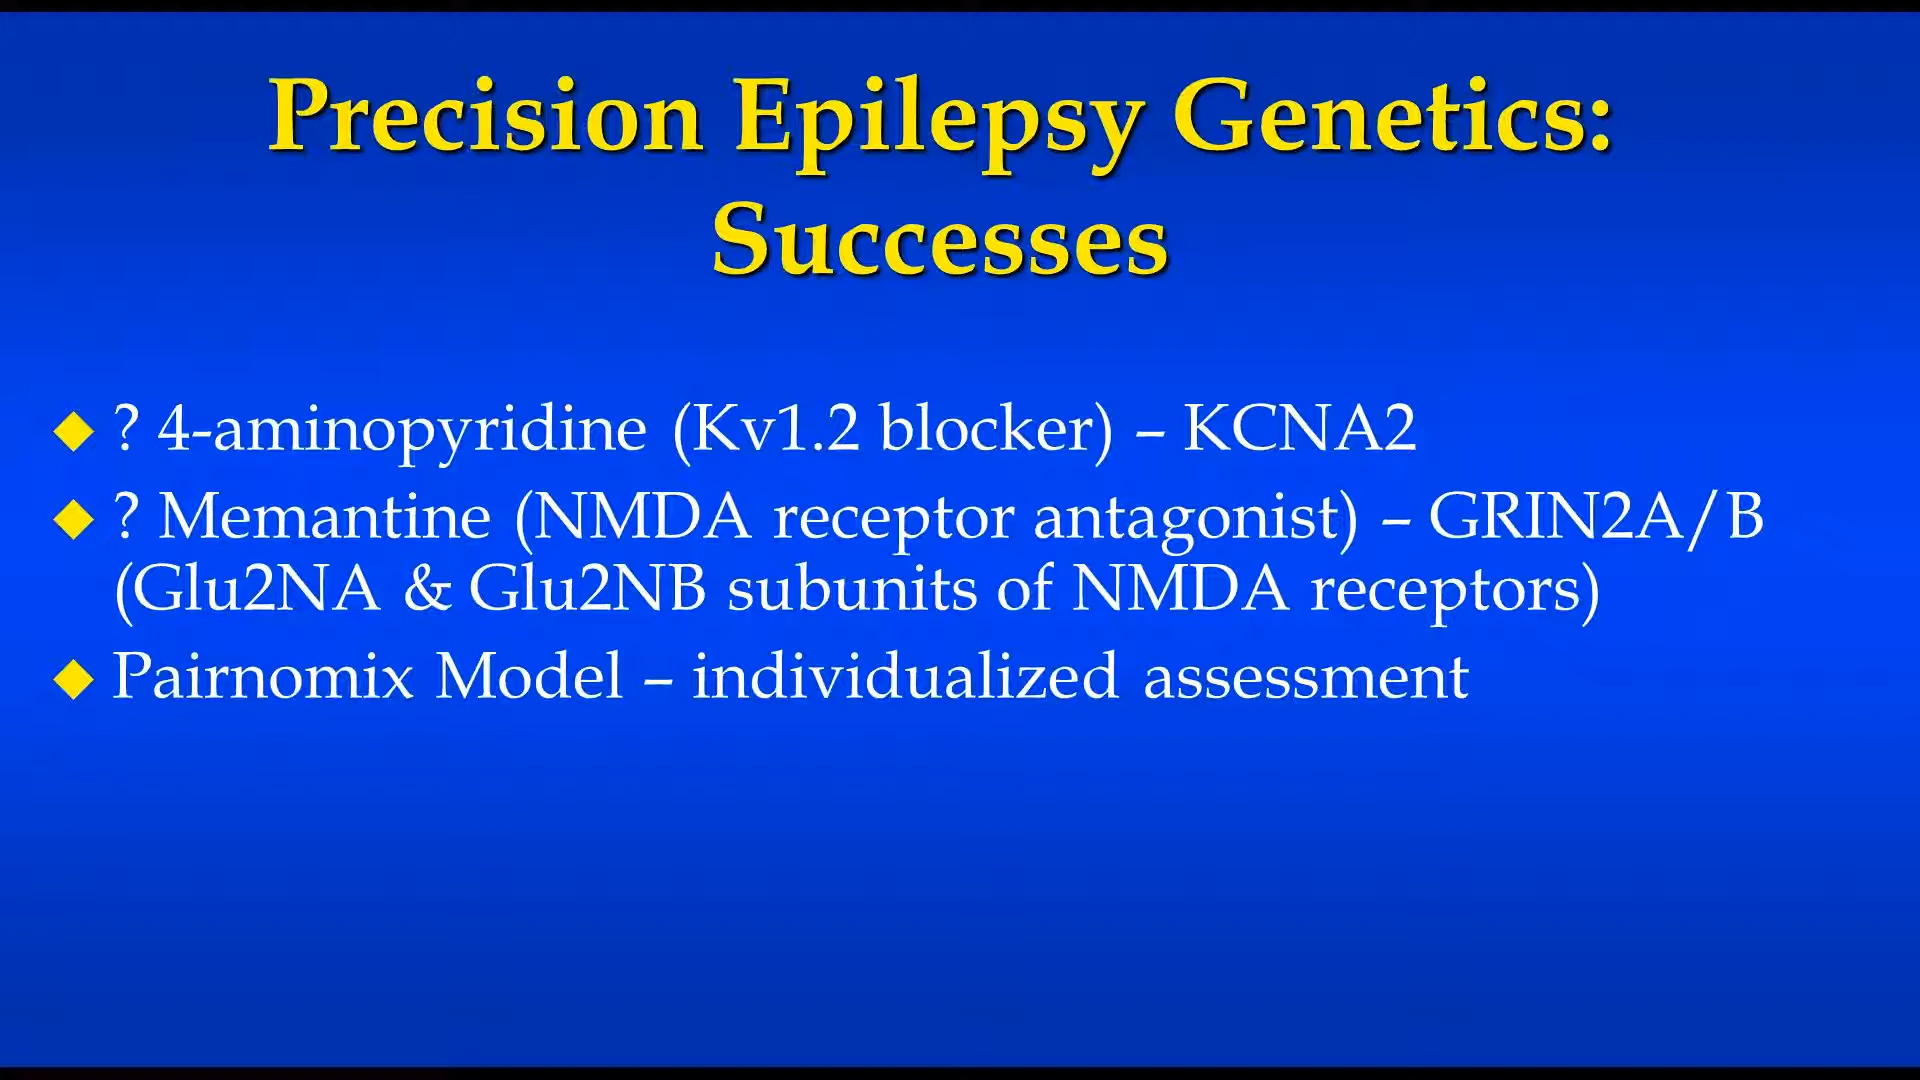 Precision Epilepsy Genetics:
Successes
? 4-aminopyridine (Kv1.2 blocker) – KCNA2
? Memantine (NMDA receptor antagonist) – GRIN2A/B
(Glu2NA & Glu2NB subunits of NMDA receptors)
Pairnomix Model – individualized assessment